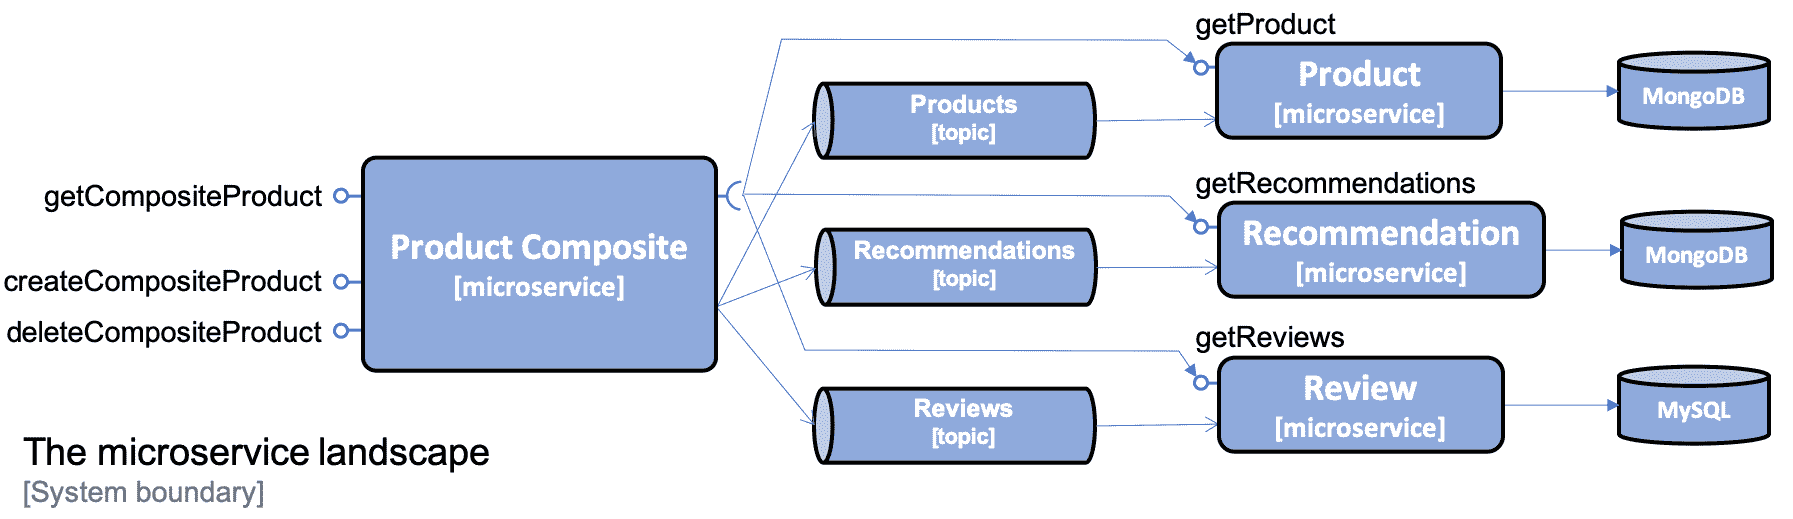 getProduct
Product
[microservice]
MongoDB
Products
[topic]
getCompositeProduct
createCompositeProduct
deleteCompositeProduct
Product Composite
[microservice]
getRecommendations
Recommendation
[microservice]
MongoDB
Recommendations
[topic]
getReviews
Review
[microservice]
MySQL
Reviews
[topic]
The microservice landscape
[System boundary]